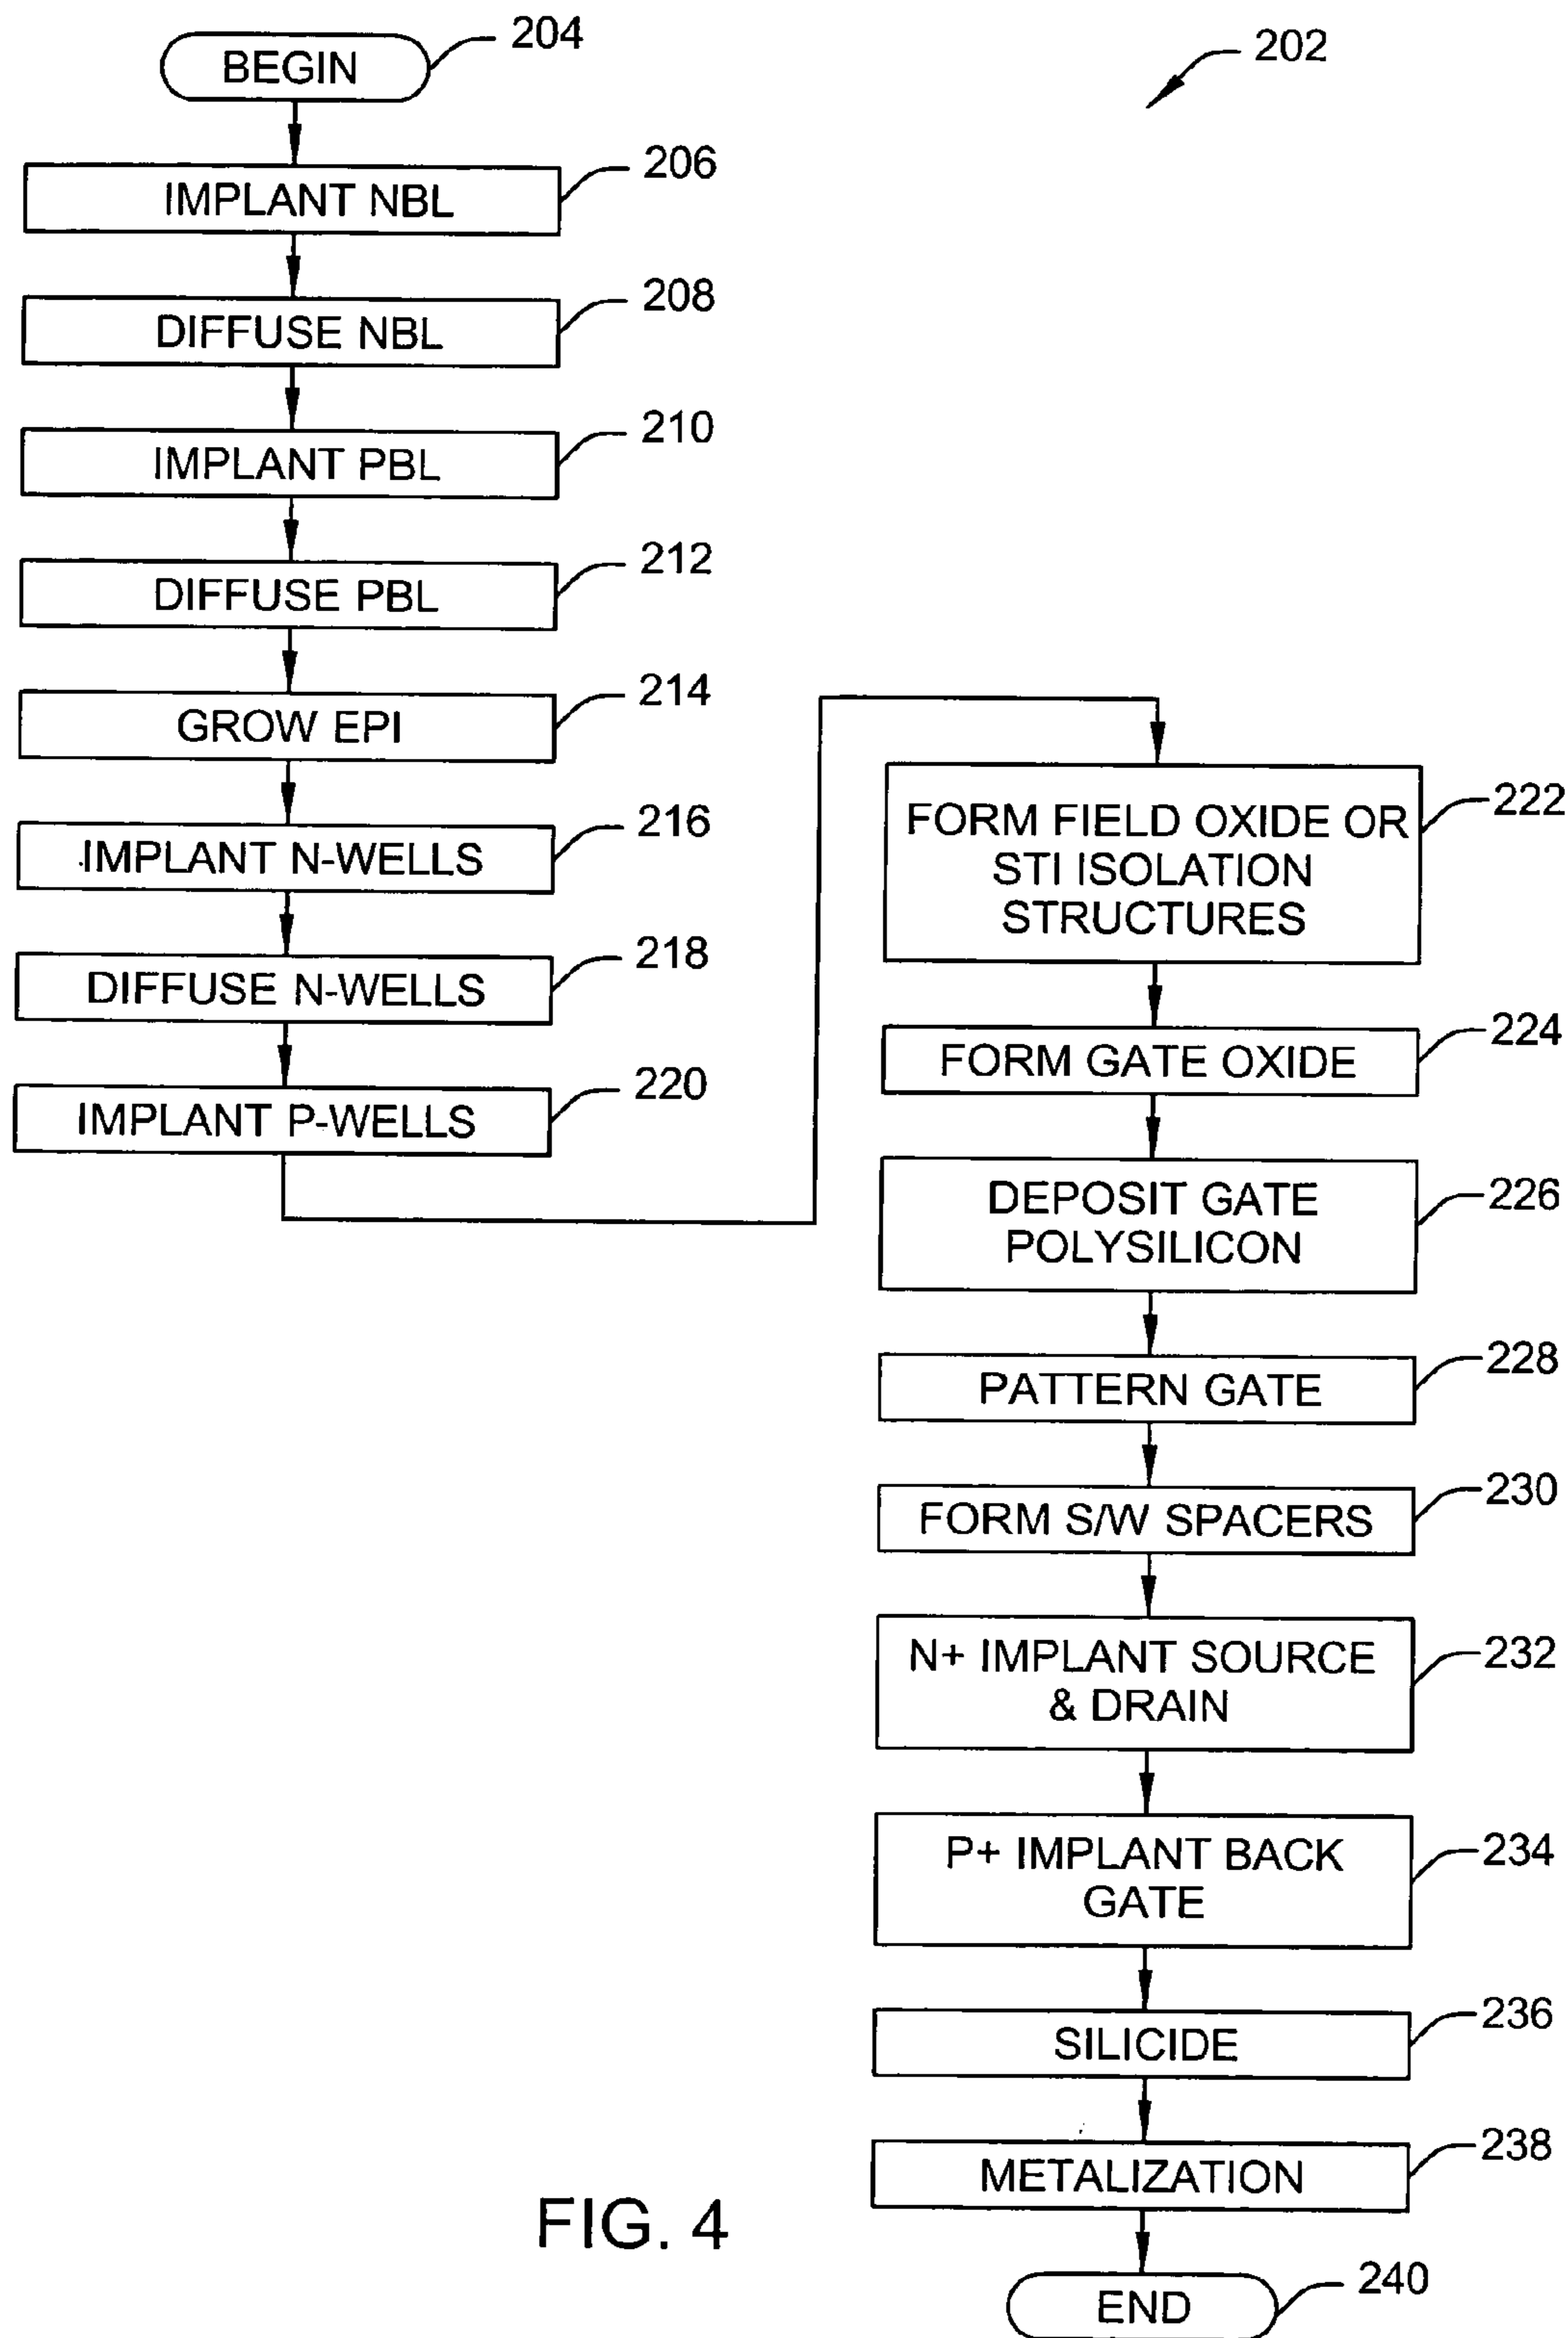 202
BEGIN
204
IMPLANT NBL
206
DIFFUSE NBL
208
IMPLANT PBL
210
DIFFUSE PBL
212
GROW EPI
214
IMPLANT N-WELLS
216
DIFFUSE N-WELLS
218
IMPLANT P-WELLS
220
FORM FIELD OXIDE OR
STI ISOLATION
STRUCTURES
222
FORM GATE OXIDE
224
DEPOSIT GATE
POLYSILICON
226
PATTERN GATE
228
FORM S/W SPACERS
230
N+ IMPLANT SOURCE
& DRAIN
232
P+ IMPLANT BACK
GATE
234
SILICIDE
236
METALIZATION
238
END
240
FIG. 4